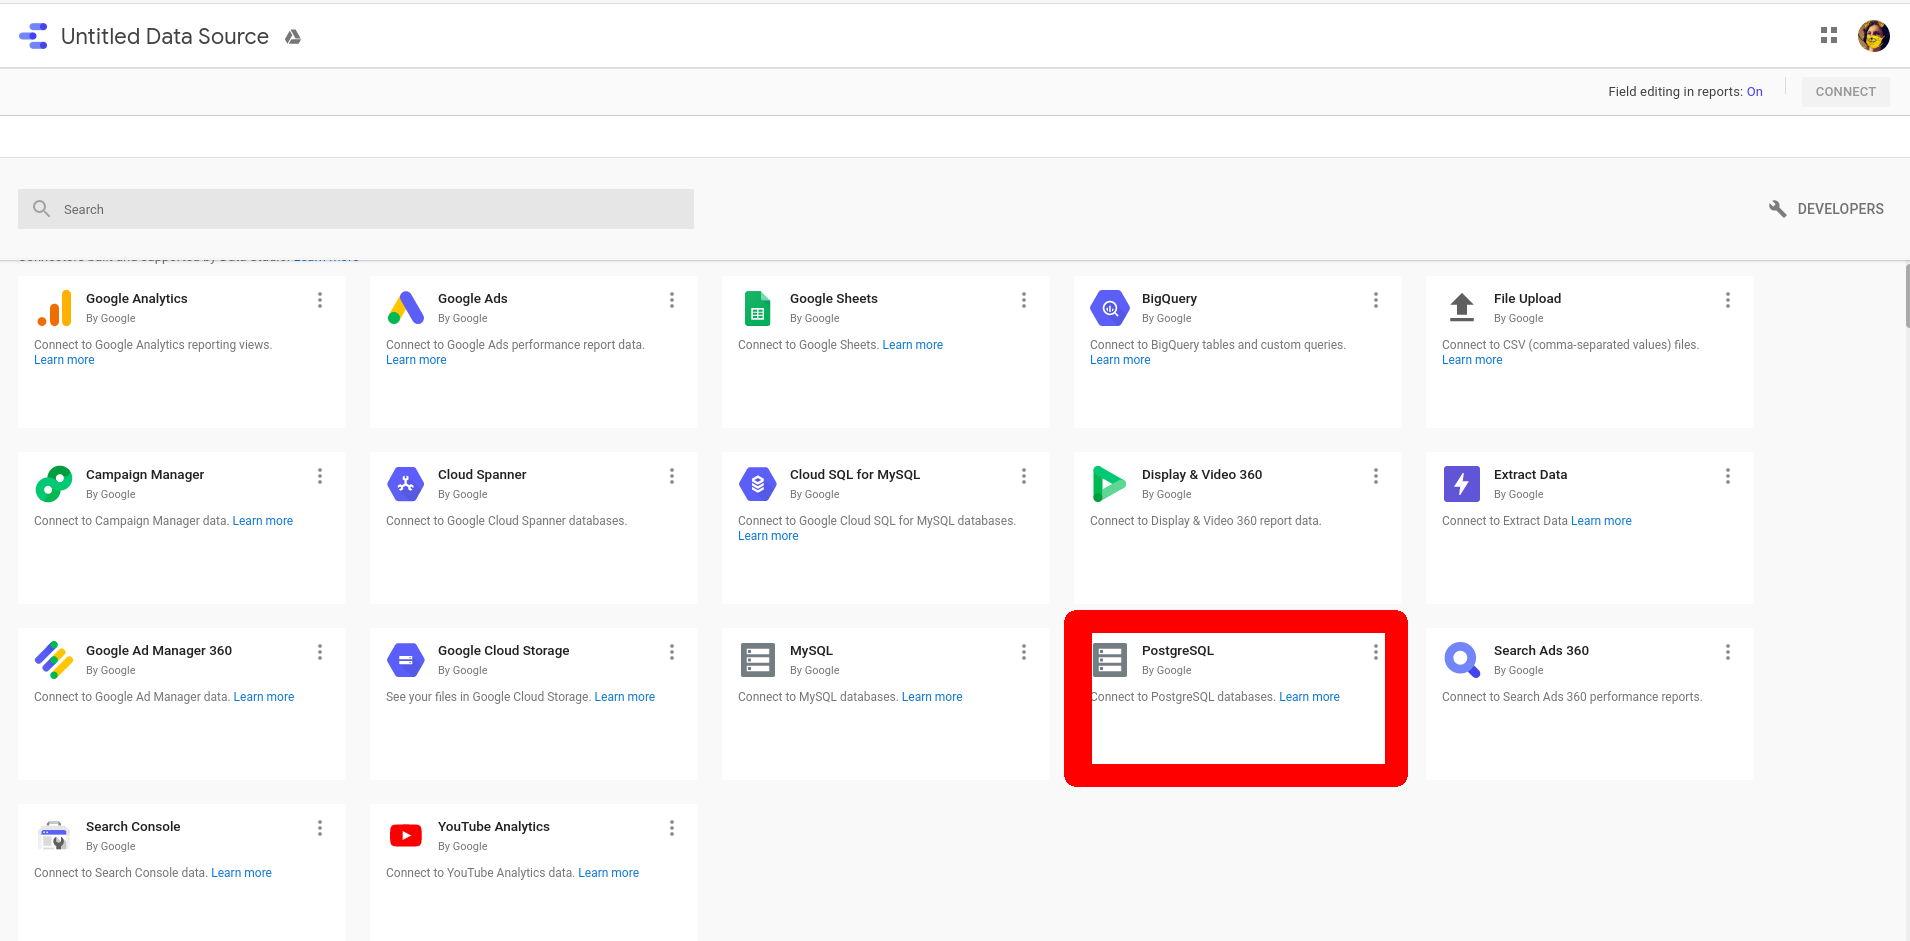 Untitled Data Source
Field editing in reports: On
CONNECT
Search
DEVELOPERS
Connectors built and supported by Data Studio. Learn more
Google Analytics
By Google
Connect to Google Analytics reporting views.
Learn more
Google Ads
By Google
Connect to Google Ads performance report data.
Learn more
Google Sheets
By Google
Connect to Google Sheets. Learn more
BigQuery
By Google
Connect to BigQuery tables and custom queries.
Learn more
File Upload
By Google
Connect to CSV (comma-separated values) files.
Learn more
Campaign Manager
By Google
Connect to Campaign Manager data. Learn more
Cloud Spanner
By Google
Connect to Google Cloud Spanner databases.
Cloud SQL for MySQL
By Google
Connect to Google Cloud SQL for MySQL databases.
Learn more
Display & Video 360
By Google
Connect to Display & Video 360 report data.
Extract Data
By Google
Connect to Extract Data Learn more
Google Ad Manager 360
By Google
Connect to Google Ad Manager data. Learn more
Google Cloud Storage
By Google
See your files in Google Cloud Storage. Learn more
MySQL
By Google
Connect to MySQL databases. Learn more
PostgreSQL
By Google
Connect to PostgreSQL databases. Learn more
Search Ads 360
By Google
Connect to Search Ads 360 performance reports.
Search Console
By Google
Connect to Search Console data. Learn more
YouTube Analytics
By Google
Connect to YouTube Analytics data. Learn more